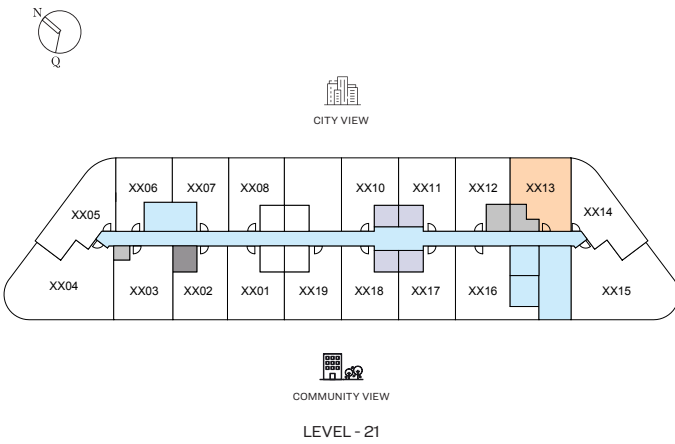 N
Q
CITY VIEW
XX06 XX07 XX08 XX10 XX11 XX12 XX13
XX05 XX14
XX04 XX03 XX02 XX01 XX19 XX18 XX17 XX16 XX15
COMMUNITY VIEW
LEVEL - 21